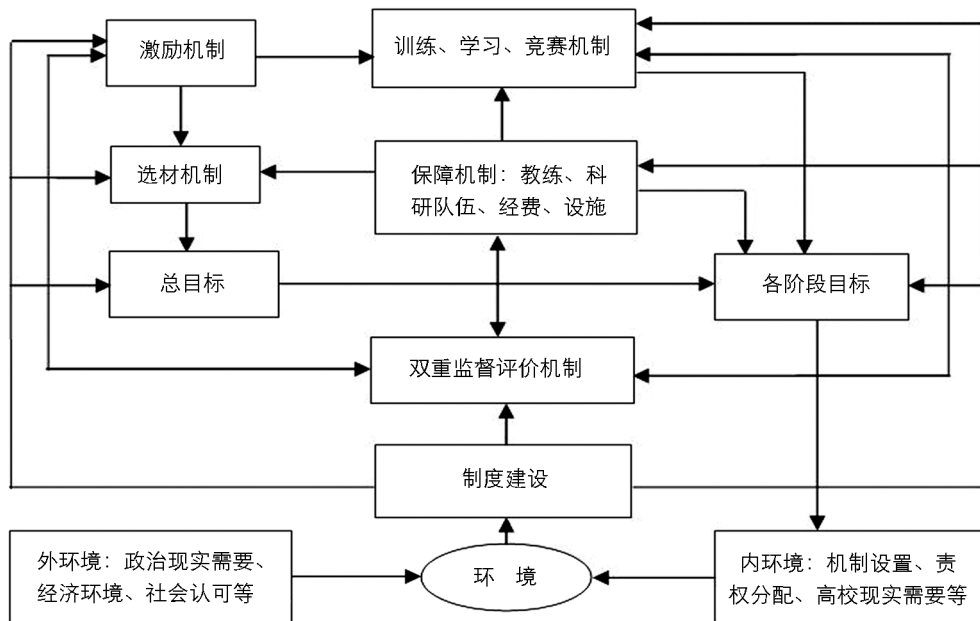 激励机制
训练、学习、竞赛机制
选材机制
保障机制：教练、科
研队伍、经费、设施
总目标
各阶段目标
双重监督评价机制
制度建设
外环境：政治现实需要、
经济环境、社会认可等
环 境
内环境：机制设置、责
权分配、高校现实需要等